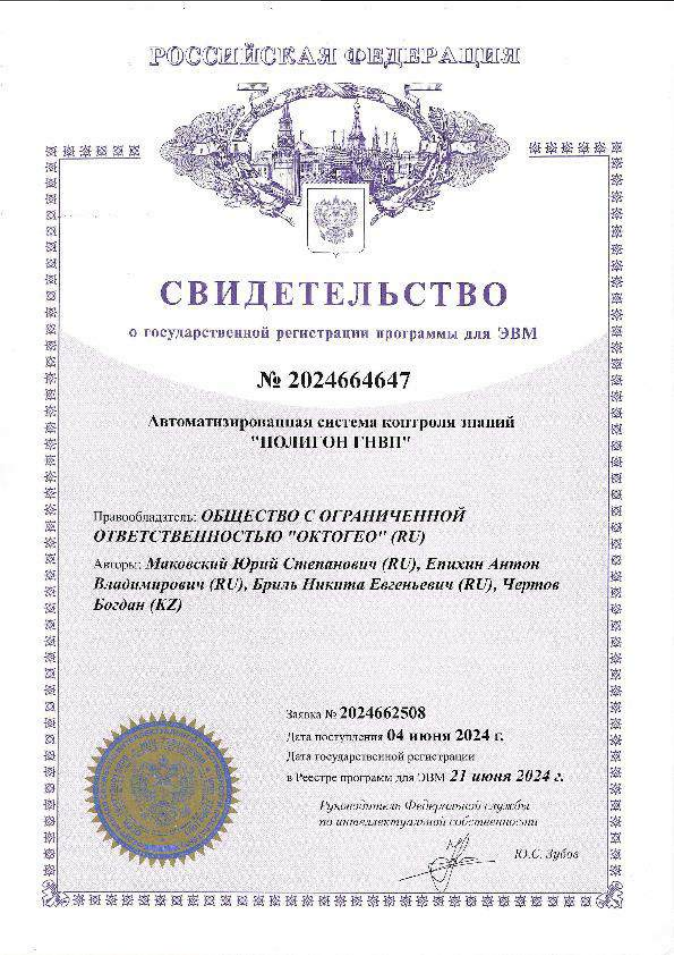 РОССИЙСКАЯ ФЕДЕРАЦИЯ
СВИДЕТЕЛЬСТВО
о государственной регистрации программы для ЭВМ
№ 2024664647
Автоматизированная система контроля знаний
"ПОЛИГОН ГНВП"
Правообладатель: ОБЩЕСТВО С ОГРАНИЧЕННОЙ
ОТВЕТСТВЕННОСТЬЮ "ОКТОГЕО" (RU)
Авторы: Маковский Юрий Степанович (RU), Епихин Антон
Владимирович (RU), Бриль Никита Евгеньевич (RU), Чертов
Богдан (KZ)
Заявка № 2024662508
Дата поступления 04 июня 2024 г.
Дата государственной регистрации
в Реестре программ для ЭВМ 21 июня 2024 г.
Руководитель Федеральной службы
по интеллектуальной собственности
Ю.С. Зубов